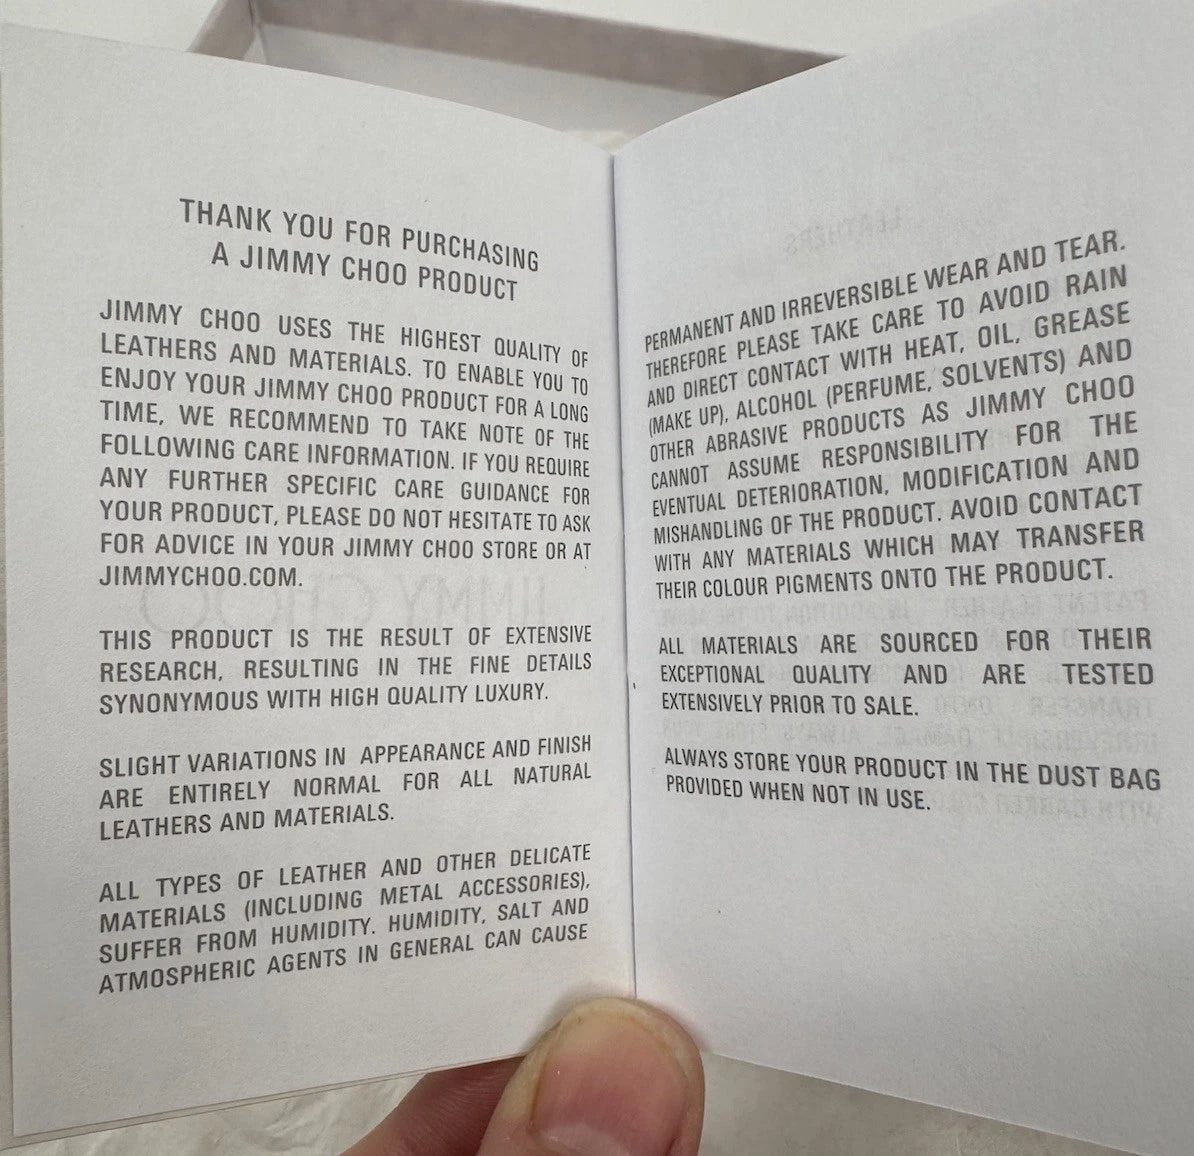 THANK YOU FOR PURCHASING
A JIMMY CHOO PRODUCT
JIMMY CHOO USES THE HIGHEST QUALITY OF
LEATHERS AND MATERIALS. TO ENABLE YOU TO
ENJOY YOUR JIMMY CHOO PRODUCT FOR A LONG
TIME, WE RECOMMEND TO TAKE NOTE OF THE
FOLLOWING CARE INFORMATION. IF YOU REQUIRE
ANY FURTHER SPECIFIC CARE GUIDANCE FOR
YOUR PRODUCT, PLEASE DO NOT HESITATE TO ASK
FOR ADVICE IN YOUR JIMMY CHOO STORE OR AT
JIMMYCHOO.COM.
THIS PRODUCT IS THE RESULT OF EXTENSIVE
RESEARCH, RESULTING IN THE FINE DETAILS
SYNONYMOUS WITH HIGH QUALITY LUXURY.
SLIGHT VARIATIONS IN APPEARANCE AND FINISH
ARE ENTIRELY NORMAL FOR ALL NATURAL
LEATHERS AND MATERIALS.
ALL TYPES OF LEATHER AND OTHER DELICATE
MATERIALS (INCLUDING METAL ACCESSORIES),
SUFFER FROM HUMIDITY. HUMIDITY, SALT AND
ATMOSPHERIC AGENTS IN GENERAL CAN CAUSE
PERMANENT AND IRREVERSIBLE WEAR AND TEAR.
THEREFORE PLEASE TAKE CARE TO AVOID RAIN
AND DIRECT CONTACT WITH HEAT, OIL, GREASE
(MAKE UP), ALCOHOL (PERFUME, SOLVENTS) AND
OTHER ABRASIVE PRODUCTS AS JIMMY CHOO
CANNOT ASSUME RESPONSIBILITY FOR THE
EVENTUAL DETERIORATION, MODIFICATION AND
MISHANDLING OF THE PRODUCT. AVOID CONTACT
WITH ANY MATERIALS WHICH MAY TRANSFER
THEIR COLOUR PIGMENTS ONTO THE PRODUCT.
ALL MATERIALS ARE SOURCED FOR THEIR
EXCEPTIONAL QUALITY AND ARE TESTED
EXTENSIVELY PRIOR TO SALE.
ALWAYS STORE YOUR PRODUCT IN THE DUST BAG
PROVIDED WHEN NOT IN USE.